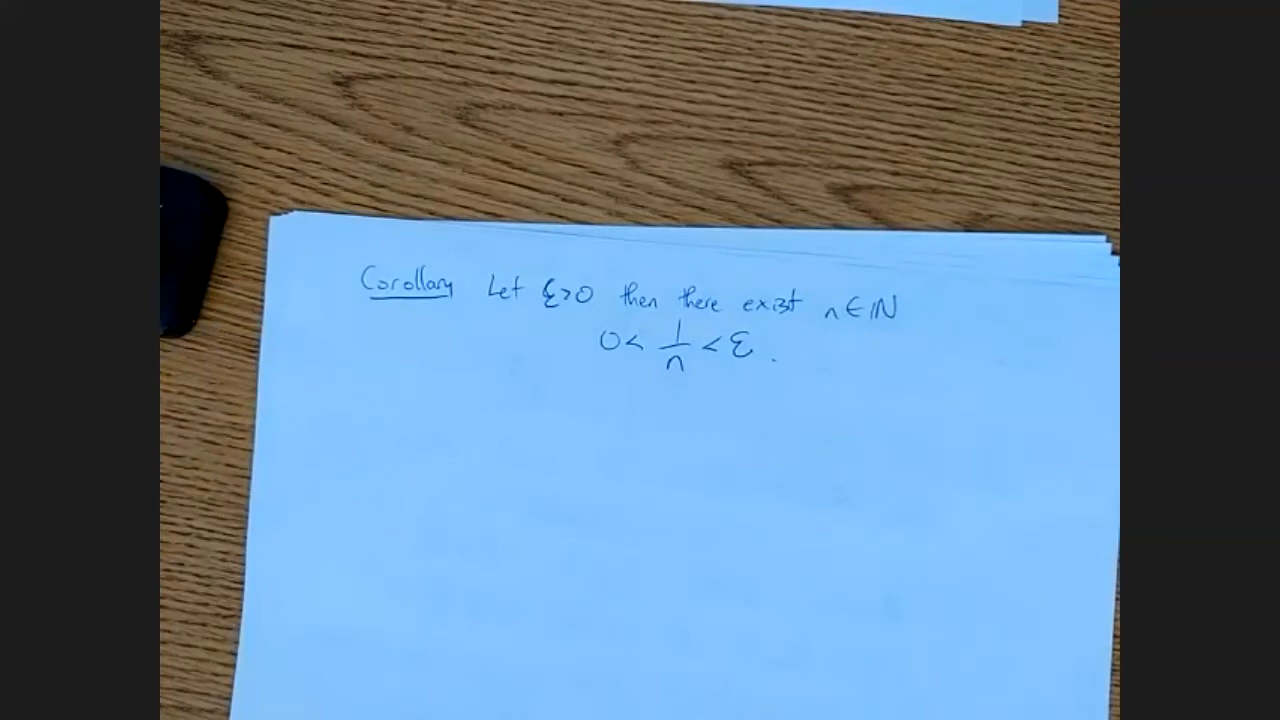 Corollary Let ε>0 then there exist n∈ℕ
0< 1/n <ε.